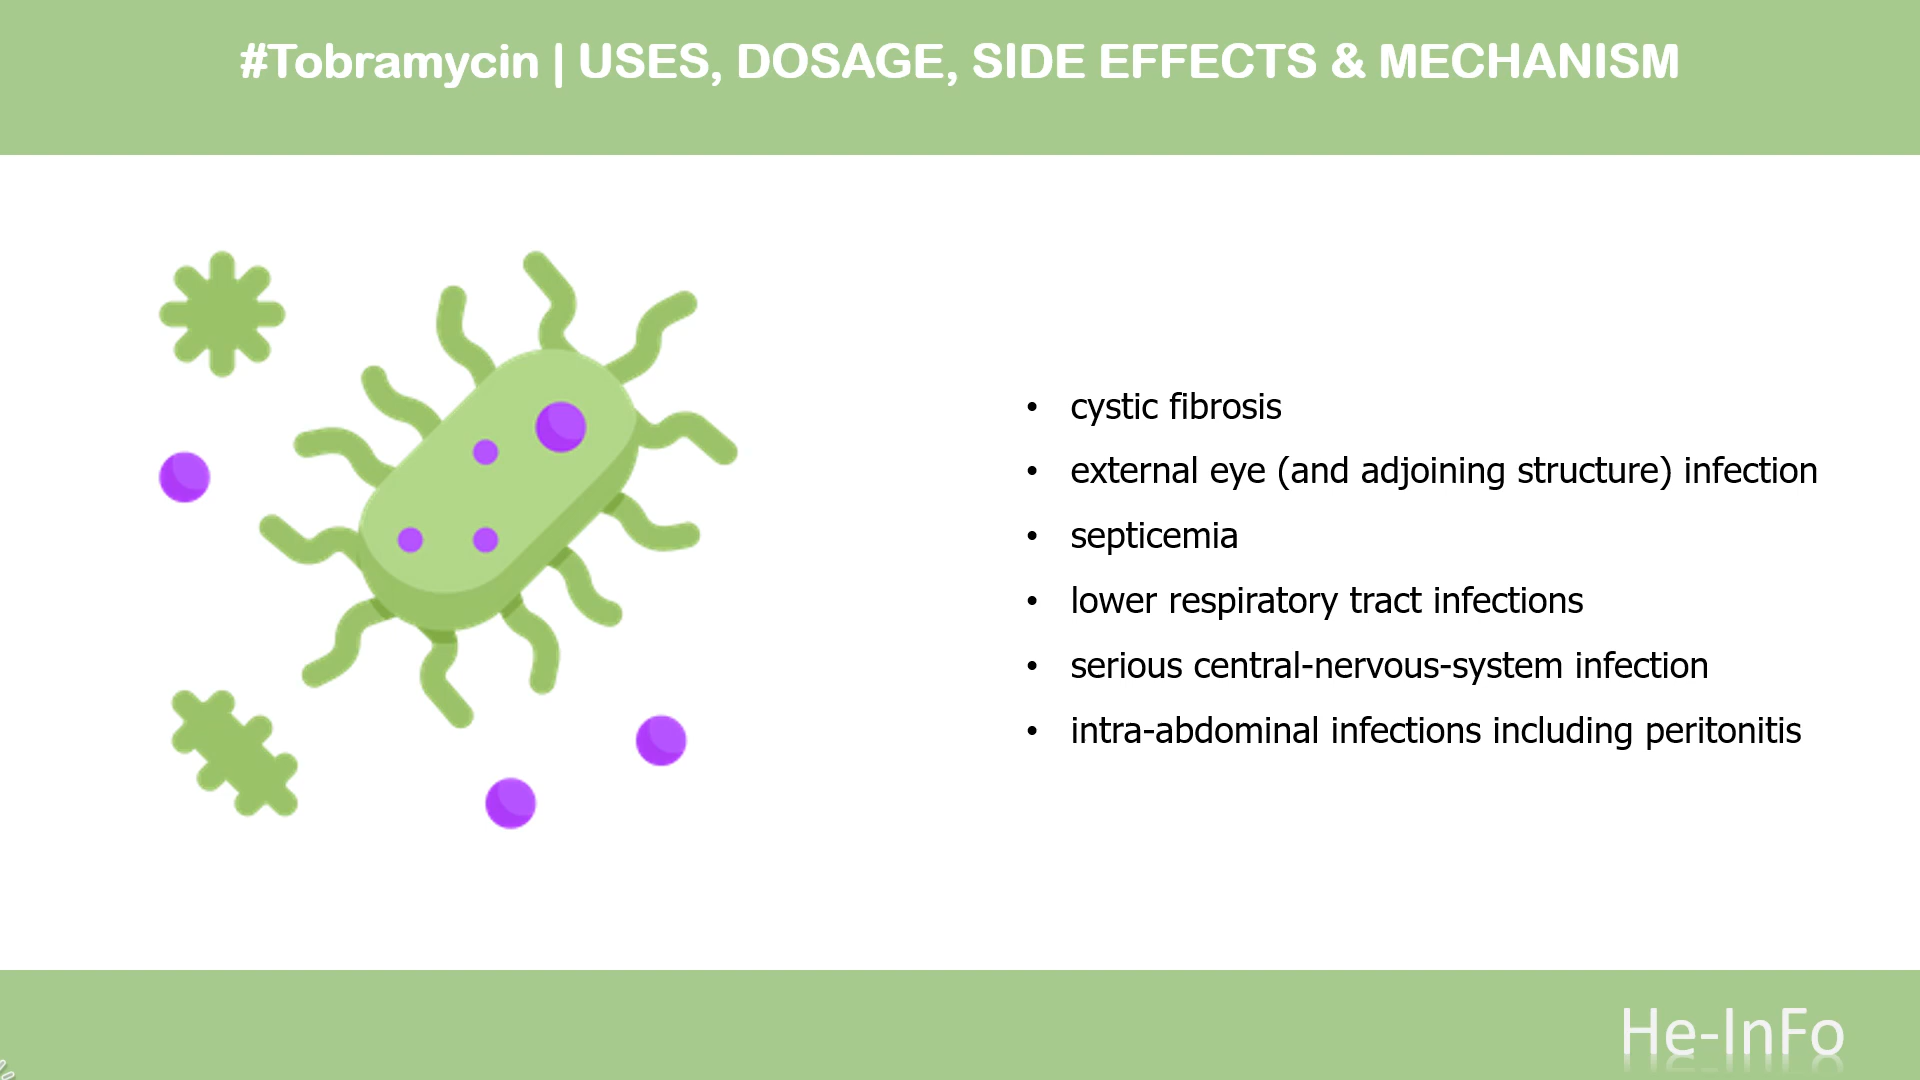 #Tobramycin | USES, DOSAGE, SIDE EFFECTS & MECHANISM
• cystic fibrosis
• external eye (and adjoining structure) infection
• septicemia
• lower respiratory tract infections
• serious central-nervous-system infection
• intra-abdominal infections including peritonitis
He-InFo